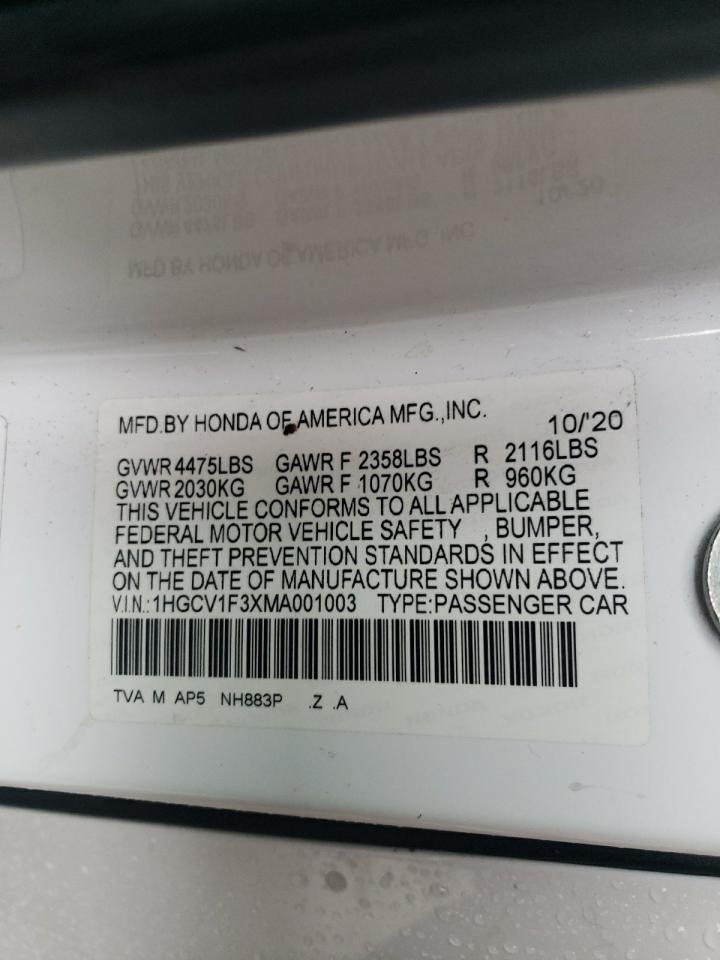 MFD.BY HONDA OF AMERICA MFG.,INC. 10/'20
GVWR 4475LBS GAWR F 2358LBS R 2116LBS
GVWR 2030KG GAWR F 1070KG R 960KG
THIS VEHICLE CONFORMS TO ALL APPLICABLE
FEDERAL MOTOR VEHICLE SAFETY , BUMPER,
AND THEFT PREVENTION STANDARDS IN EFFECT
ON THE DATE OF MANUFACTURE SHOWN ABOVE.
V.I.N.:1HGCV1F3XMA001003 TYPE:PASSENGER CAR
TVA M AP5 NH883P .Z .A